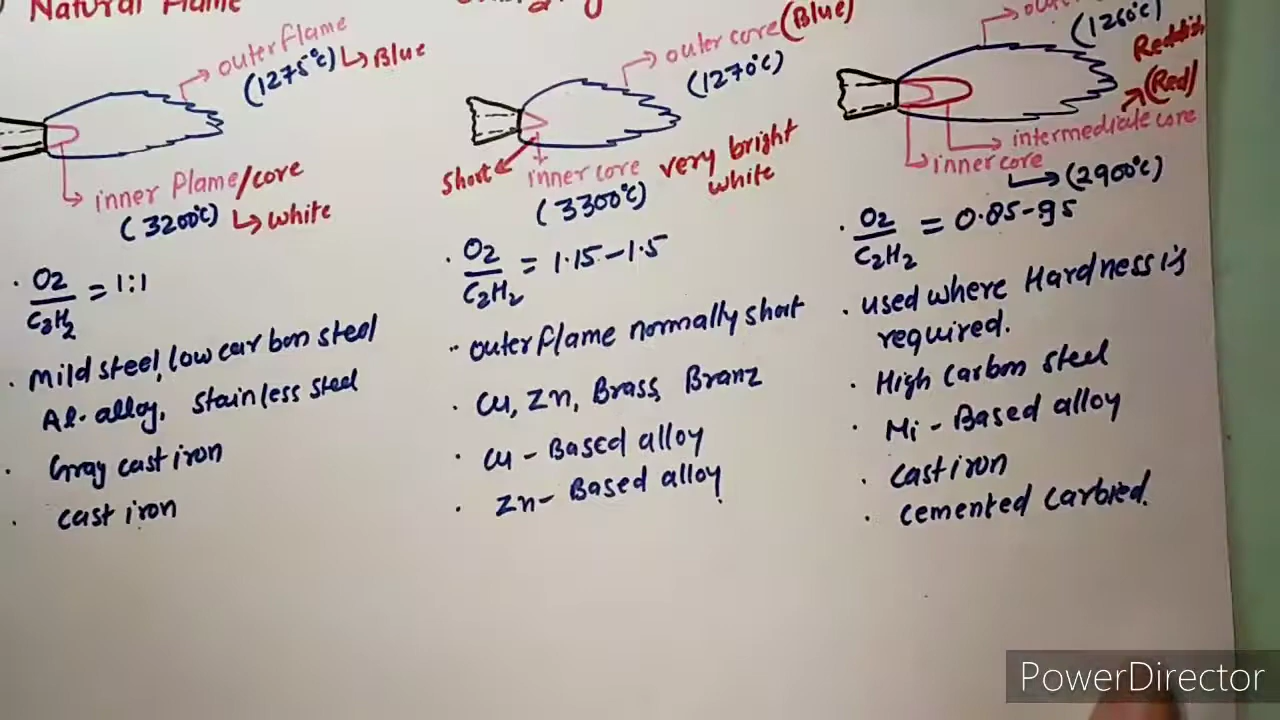 Natural Flame
outer flame
(1275°C) ↳ Blue
inner Plame/core
(3200°C) ↳ white
· O2/C2H2 = 1:1
· Mild steel, low carbon steel
Al- alloy, stainless steel
· Gray cast iron
· cast iron
outer core (Blue)
(1270°C)
short
inner core very bright
white
(3300°C)
· O2/C2H2 = 1.15-1.5
· outer flame normally short
· Cu, Zn, Brass, Branz
· Cu - Based alloy
· Zn- Based alloy
(1260°C)
Reddish
(Red)
intermediate core
inner core
→ (2900°C)
· O2/C2H2 = 0.85-95
· used where Hardness is
required.
· High Carbon steel
· Mi - Based alloy
· cast iron
· cemented Carbied.
PowerDirector